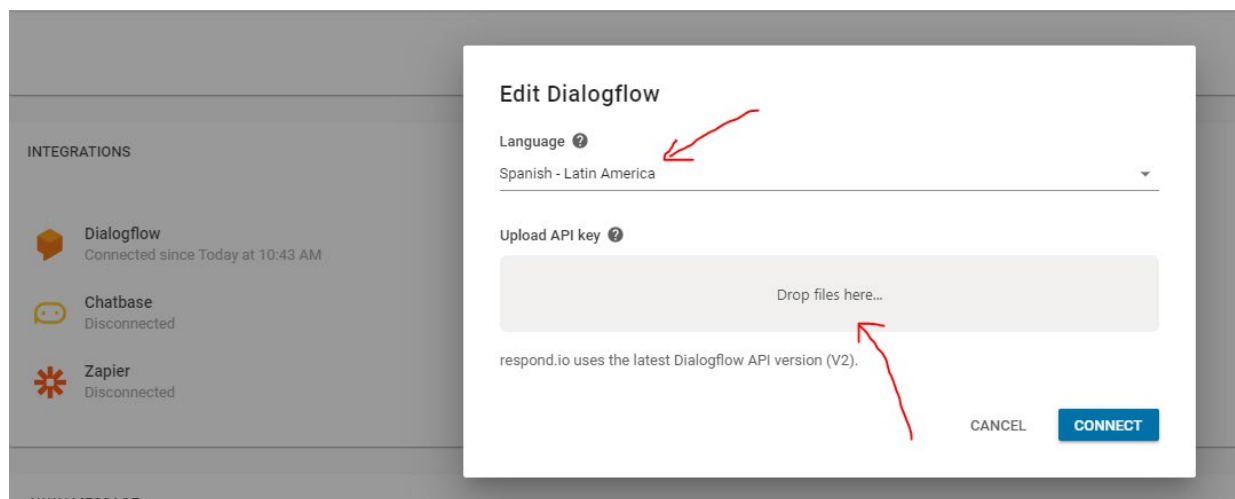 Edit Dialogflow
Language
Spanish - Latin America
Upload API key
Drop files here...
respond.io uses the latest Dialogflow API version (V2).
CANCEL
CONNECT
INTEGRATIONS
Dialogflow
Connected since Today at 10:43 AM
Chatbase
Disconnected
Zapier
Disconnected